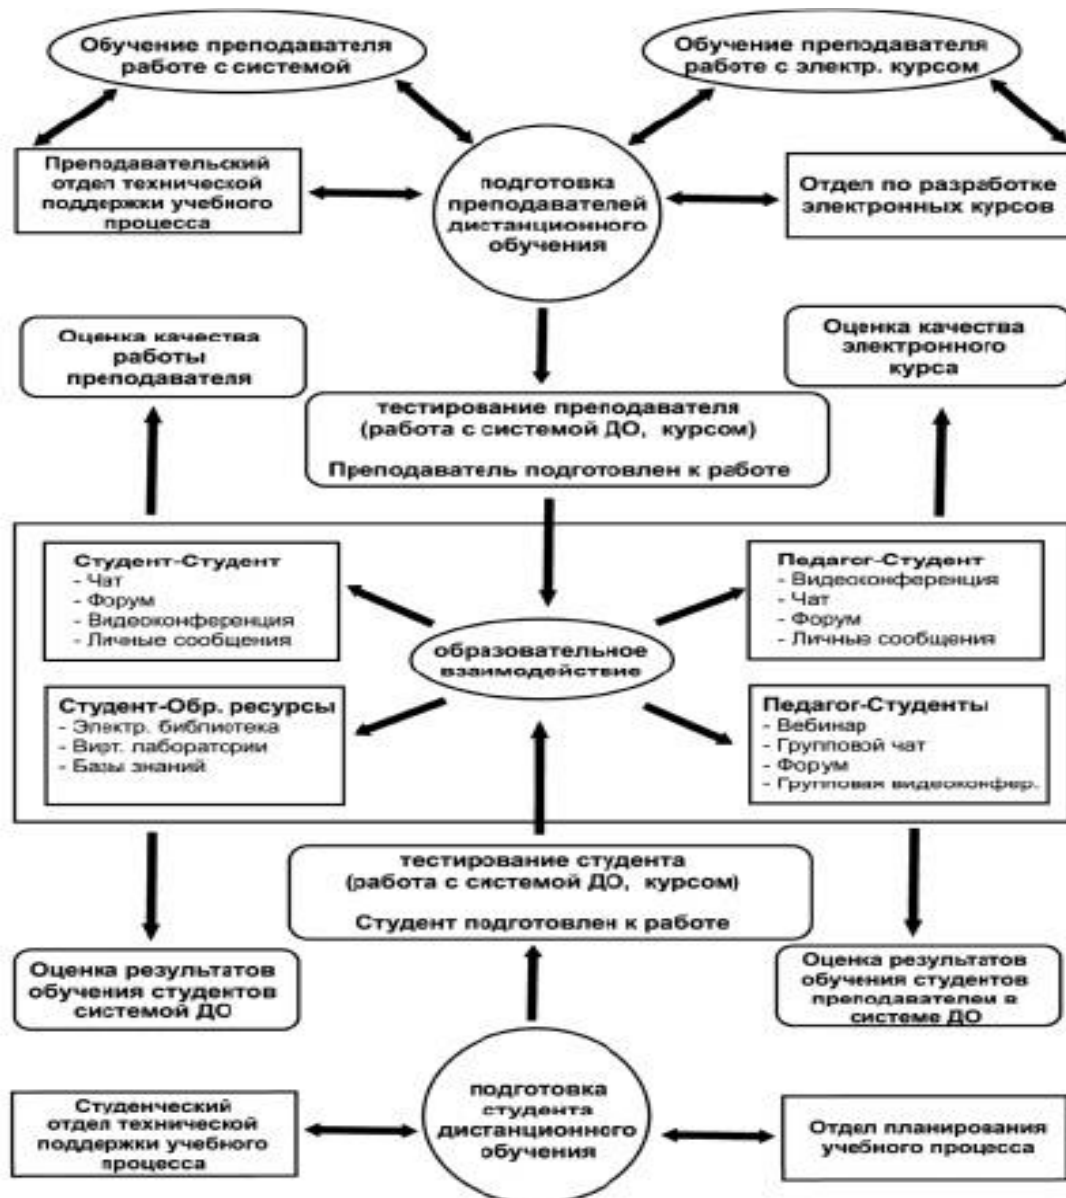 Обучение преподавателя
работе с системой
Обучение преподавателя
работе с электр. курсом
Преподавательский
отдел технической
поддержки учебного
процесса
подготовка
преподавателей
дистанционного
обучения
Отдел по разработке
электронных курсов
Оценка качества
работы
преподавателя
Оценка качества
электронного
курса
тестирование преподавателя
(работа с системой ДО, курсом)
Преподаватель подготовлен к работе
Студент-Студент
- Чат
- Форум
- Видеоконференция
- Личные сообщения
Педагог-Студент
- Видеоконференция
- Чат
- Форум
- Личные сообщения
образовательное
взаимодействие
Студент-Обр. ресурсы
- Электр. библиотека
- Вирт. лаборатории
- Базы знаний
Педагог-Студенты
- Вебинар
- Групповой чат
- Форум
- Групповая видеоконфер.
тестирование студента
(работа с системой ДО, курсом)
Студент подготовлен к работе
Оценка результатов
обучения студентов
системой ДО
Оценка результатов
обучения студентов
преподавателем в
системе ДО
Студенческий
отдел технической
поддержки учебного
процесса
подготовка
студента
дистанционного
обучения
Отдел планирования
учебного процесса